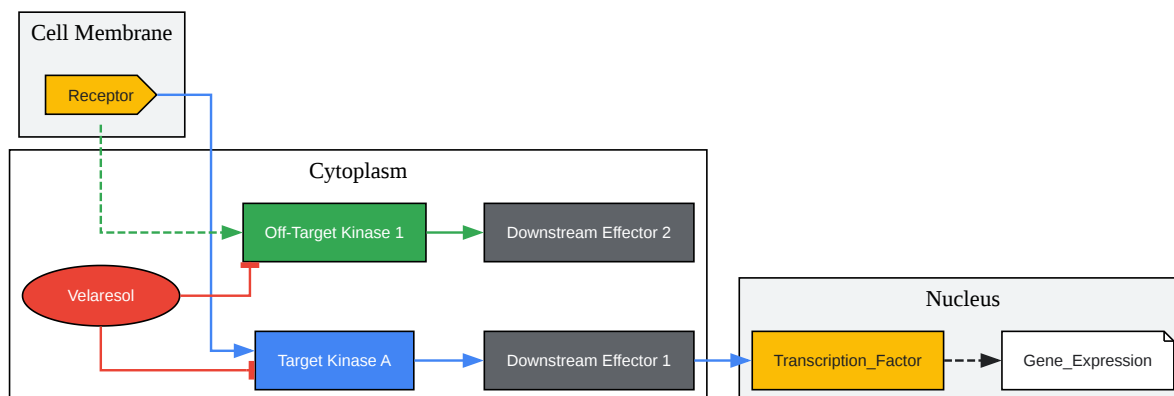 Cell Membrane
Receptor
Cytoplasm
Off-Target Kinase 1
Downstream Effector 2
Velaresol
Target Kinase A
Downstream Effector 1
Nucleus
Transcription_Factor
Gene_Expression